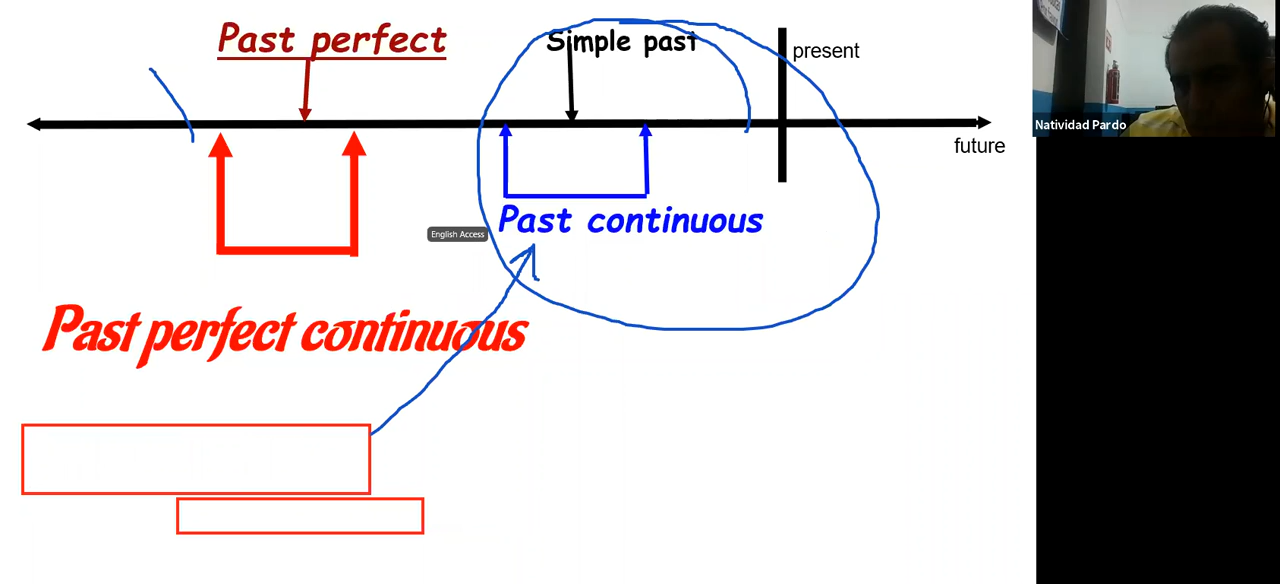 Past perfect
Simple past
present
Natividad Pardo
future
Past continuous
English Access
Past perfect continuous